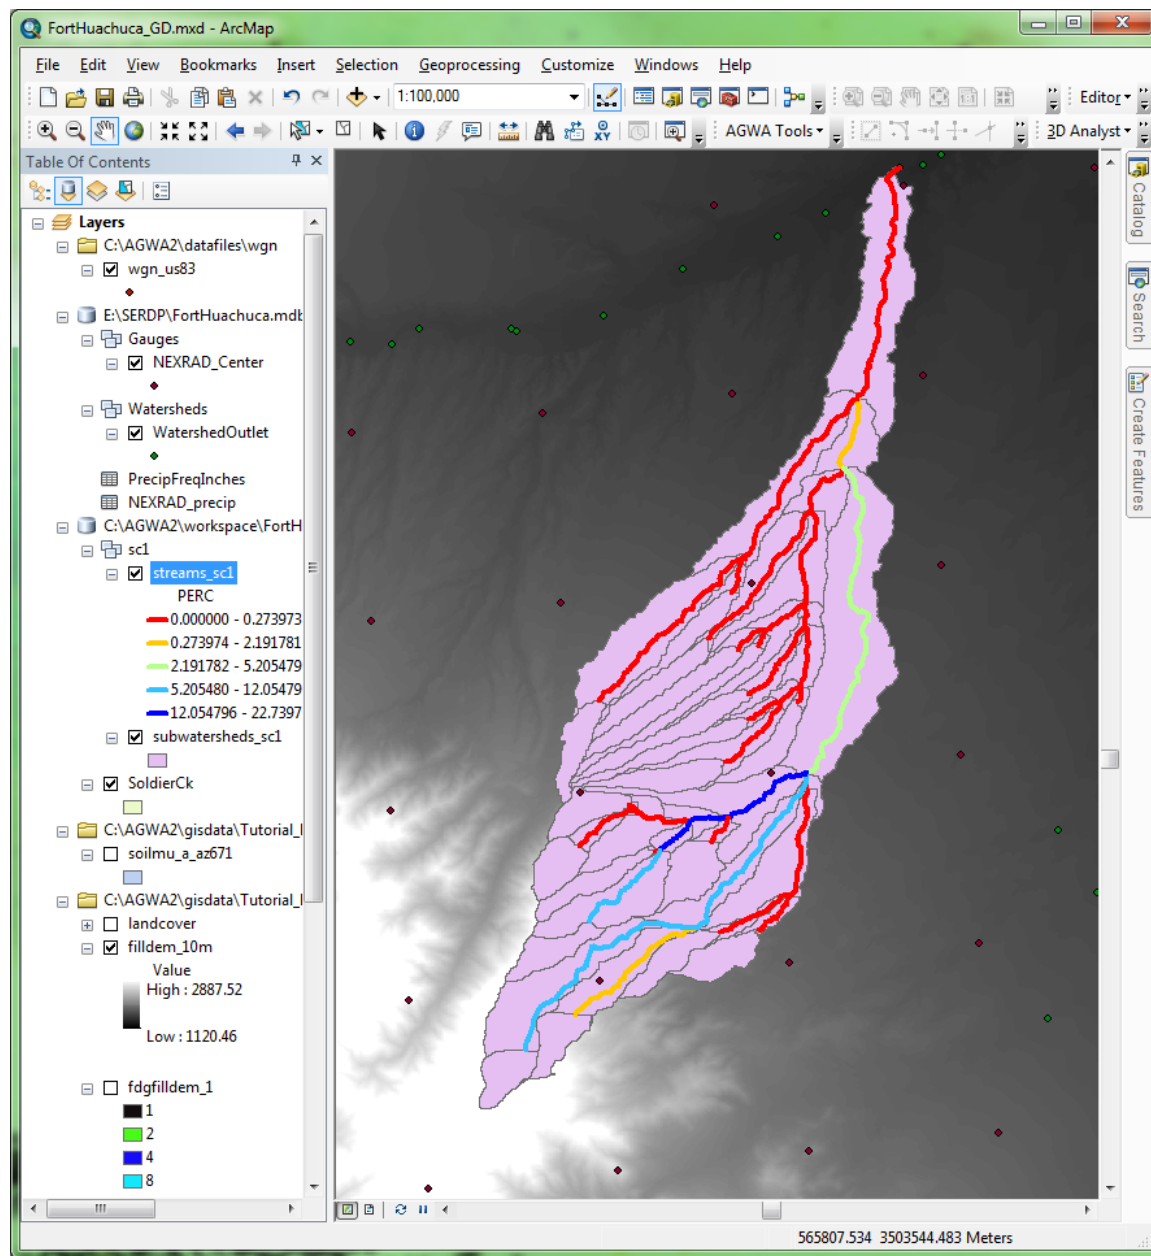 FortHuachuca_GD.mxd - ArcMap
File Edit View Bookmarks Insert Selection Geoprocessing Customize Windows Help
1:100,000
Editor
AGWA Tools
3D Analyst
Table Of Contents
Layers
C:\AGWA2\datafiles\wgn
wgn_us83
E:\SERDP\FortHuachuca.mdb
Gauges
NEXRAD_Center
Watersheds
WatershedOutlet
PrecipFreqInches
NEXRAD_precip
C:\AGWA2\workspace\FortH
sc1
streams_sc1
PERC
0.000000 - 0.273973
0.273974 - 2.191781
2.191782 - 5.205479
5.205480 - 12.05479
12.054796 - 22.7397
subwatersheds_sc1
SoldierCk
C:\AGWA2\gisdata\Tutorial_
soilmu_a_az671
C:\AGWA2\gisdata\Tutorial_
landcover
filldem_10m
Value
High : 2887.52
Low : 1120.46
fdgfilldem_1
1
2
4
8
Catalog
Search
Create Features
565807.534 3503544.483 Meters